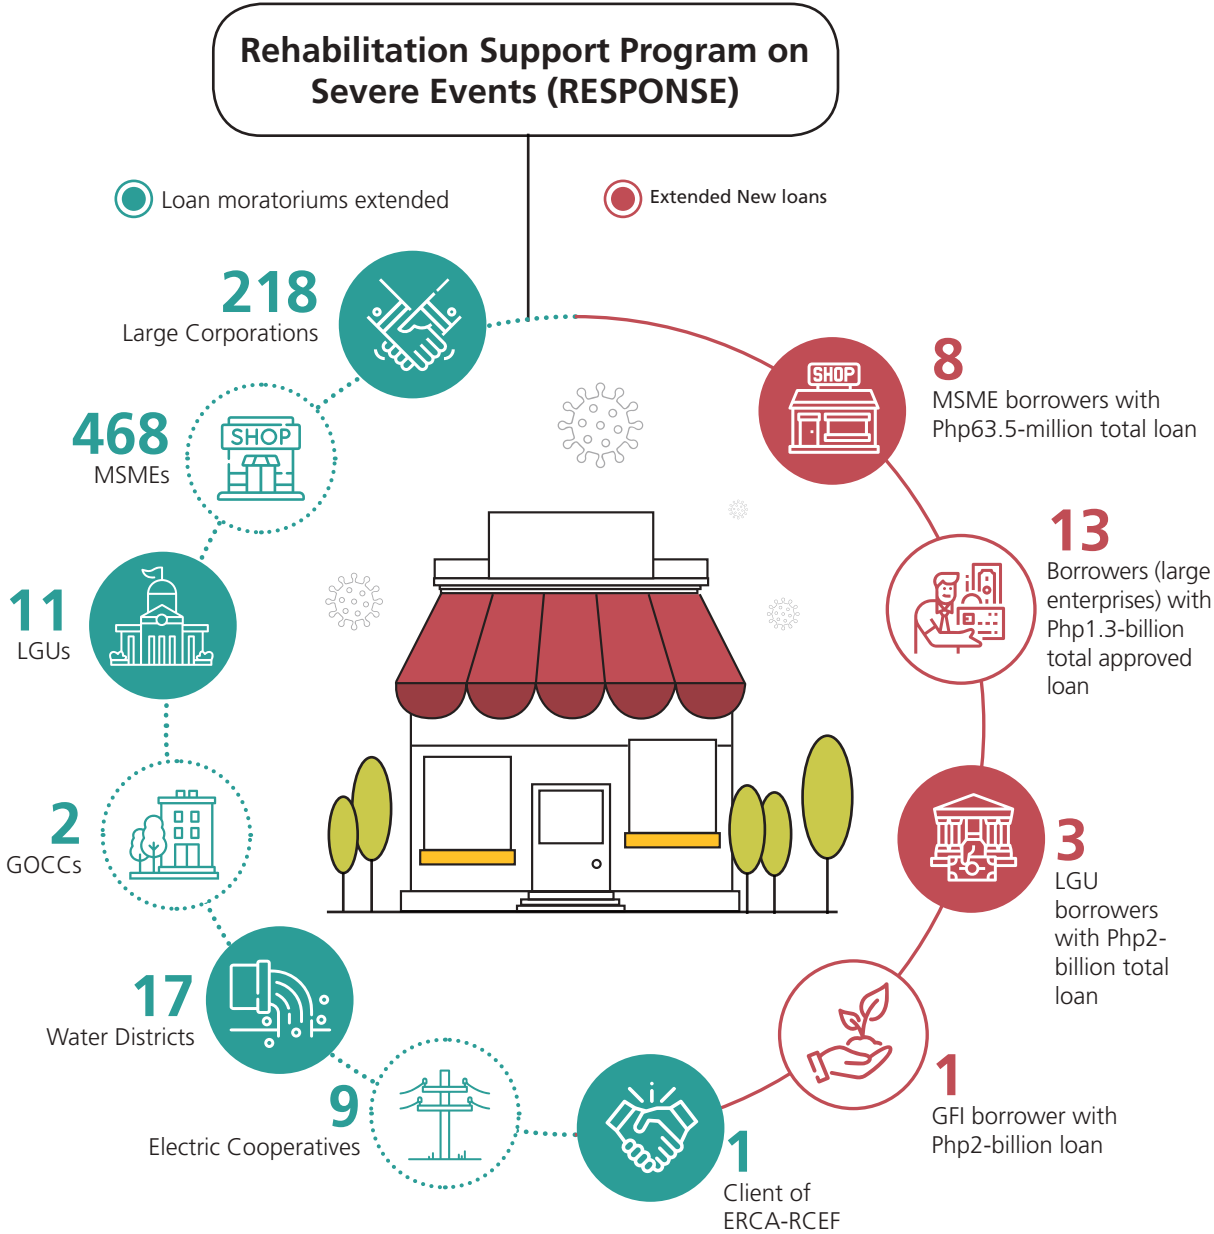 Rehabilitation Support Program on
Severe Events (RESPONSE)
Loan moratoriums extended
Extended New loans
218
Large Corporations
468
MSMEs
SHOP
11
LGUs
2
GOCCs
17
Water Districts
9
Electric Cooperatives
1
Client of
ERCA-RCEF
SHOP
8
MSME borrowers with
Php63.5-million total loan
13
Borrowers (large
enterprises) with
Php1.3-billion
total approved
loan
3
LGU
borrowers
with Php2-
billion total
loan
1
GFI borrower with
Php2-billion loan